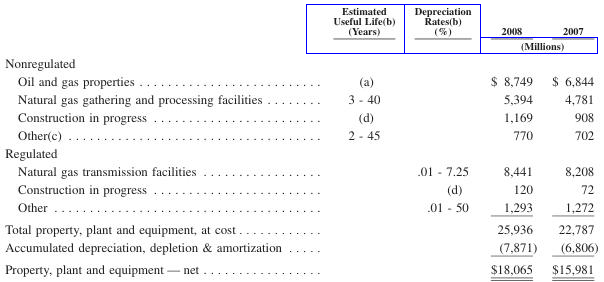 Estimated Depreciation
Useful Life(b) Rates(b)
(Years) (%) 2008 2007
(Millions)
Nonregulated
Oil and gas properties . . . . . . . . . . . . . . . . . . . . . . . . . . (a) $ 8,749 $ 6,844
Natural gas gathering and processing facilities . . . . . . . . 3 - 40 5,394 4,781
Construction in progress . . . . . . . . . . . . . . . . . . . . . . . . (d) 1,169 908
Other(c) . . . . . . . . . . . . . . . . . . . . . . . . . . . . . . . . . . . . 2 - 45 770 702
Regulated
Natural gas transmission facilities . . . . . . . . . . . . . . . . . .01 - 7.25 8,441 8,208
Construction in progress . . . . . . . . . . . . . . . . . . . . . . . . (d) 120 72
Other . . . . . . . . . . . . . . . . . . . . . . . . . . . . . . . . . . . . . . .01 - 50 1,293 1,272
Total property, plant and equipment, at cost . . . . . . . . . . . . 25,936 22,787
Accumulated depreciation, depletion & amortization . . . . . (7,871) (6,806)
Property, plant and equipment — net . . . . . . . . . . . . . . . . . $18,065 $15,981